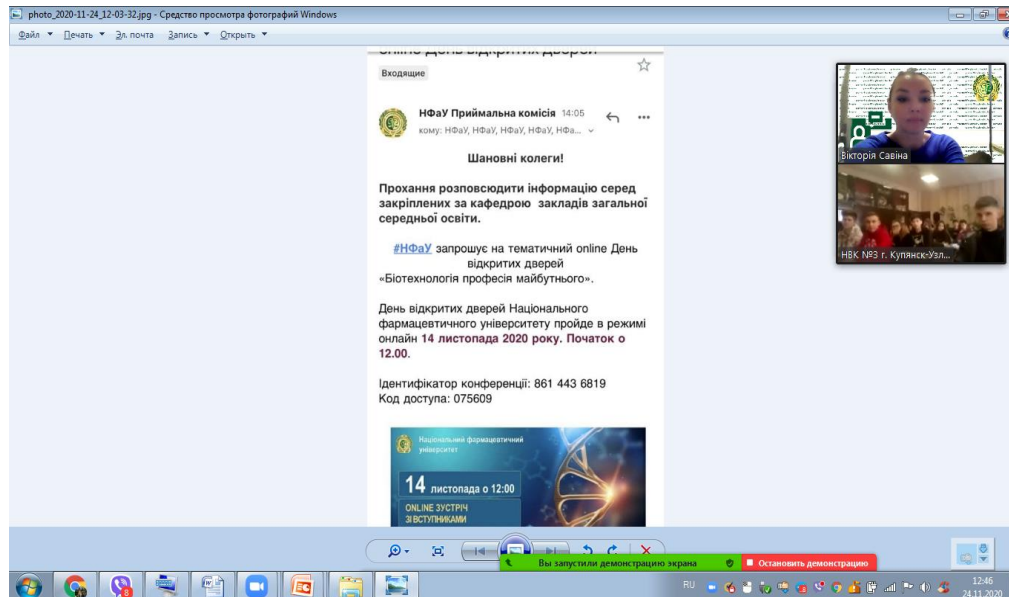 photo_2020-11-24_12-03-32.jpg - Средство просмотра фотографий Windows
Файл Печать Эл. почта Запись Открыть
online День відкритих дверей
Входящие
НФаУ Приймальна комісія 14:05
кому: НФаУ, НФаУ, НФаУ, НФаУ, НФа...
Шановні колеги!
Прохання розповсюдити інформацію серед
закріплених за кафедрою закладів загальної
середньої освіти.
#НФаУ запрошує на тематичний online День
відкритих дверей
«Біотехнологія професія майбутнього».
День відкритих дверей Національного
фармацевтичного університету пройде в режимі
онлайн 14 листопада 2020 року. Початок о
12.00.
Ідентифікатор конференції: 861 443 6819
Код доступа: 075609
Національний фармацевтичний
університет
14 листопада о 12:00
ONLINE ЗУСТРІЧ
ЗІ ВСТУПНИКАМИ
Вікторія Савіна
НВК №3 г. Купянск-Узл...
Вы запустили демонстрацию экрана
Остановить демонстрацию
8
RU
12:46
24.11.2020